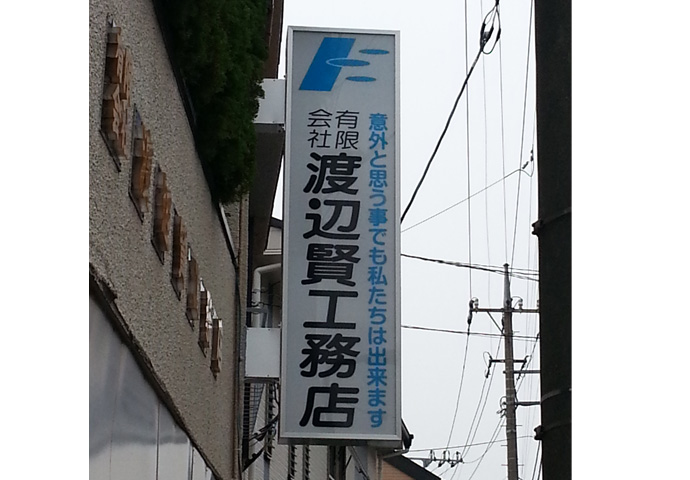 意外と思う事でも私たちは出来ます
有限会社
渡辺賢工務店